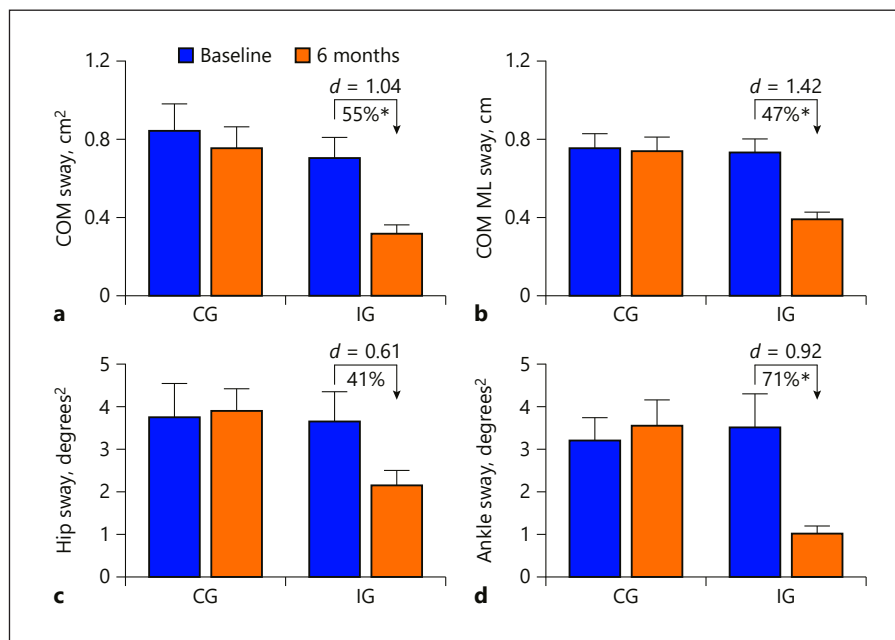 Baseline 6 months
1.2
0.8
0.4
0
COM sway, cm²
d = 1.04
55%*
CG IG
a
1.2
0.8
0.4
0
COM ML sway, cm
d = 1.42
47%*
CG IG
b
5
4
3
2
1
0
Hip sway, degrees²
d = 0.61
41%
CG IG
c
5
4
3
2
1
0
Ankle sway, degrees²
d = 0.92
71%*
CG IG
d